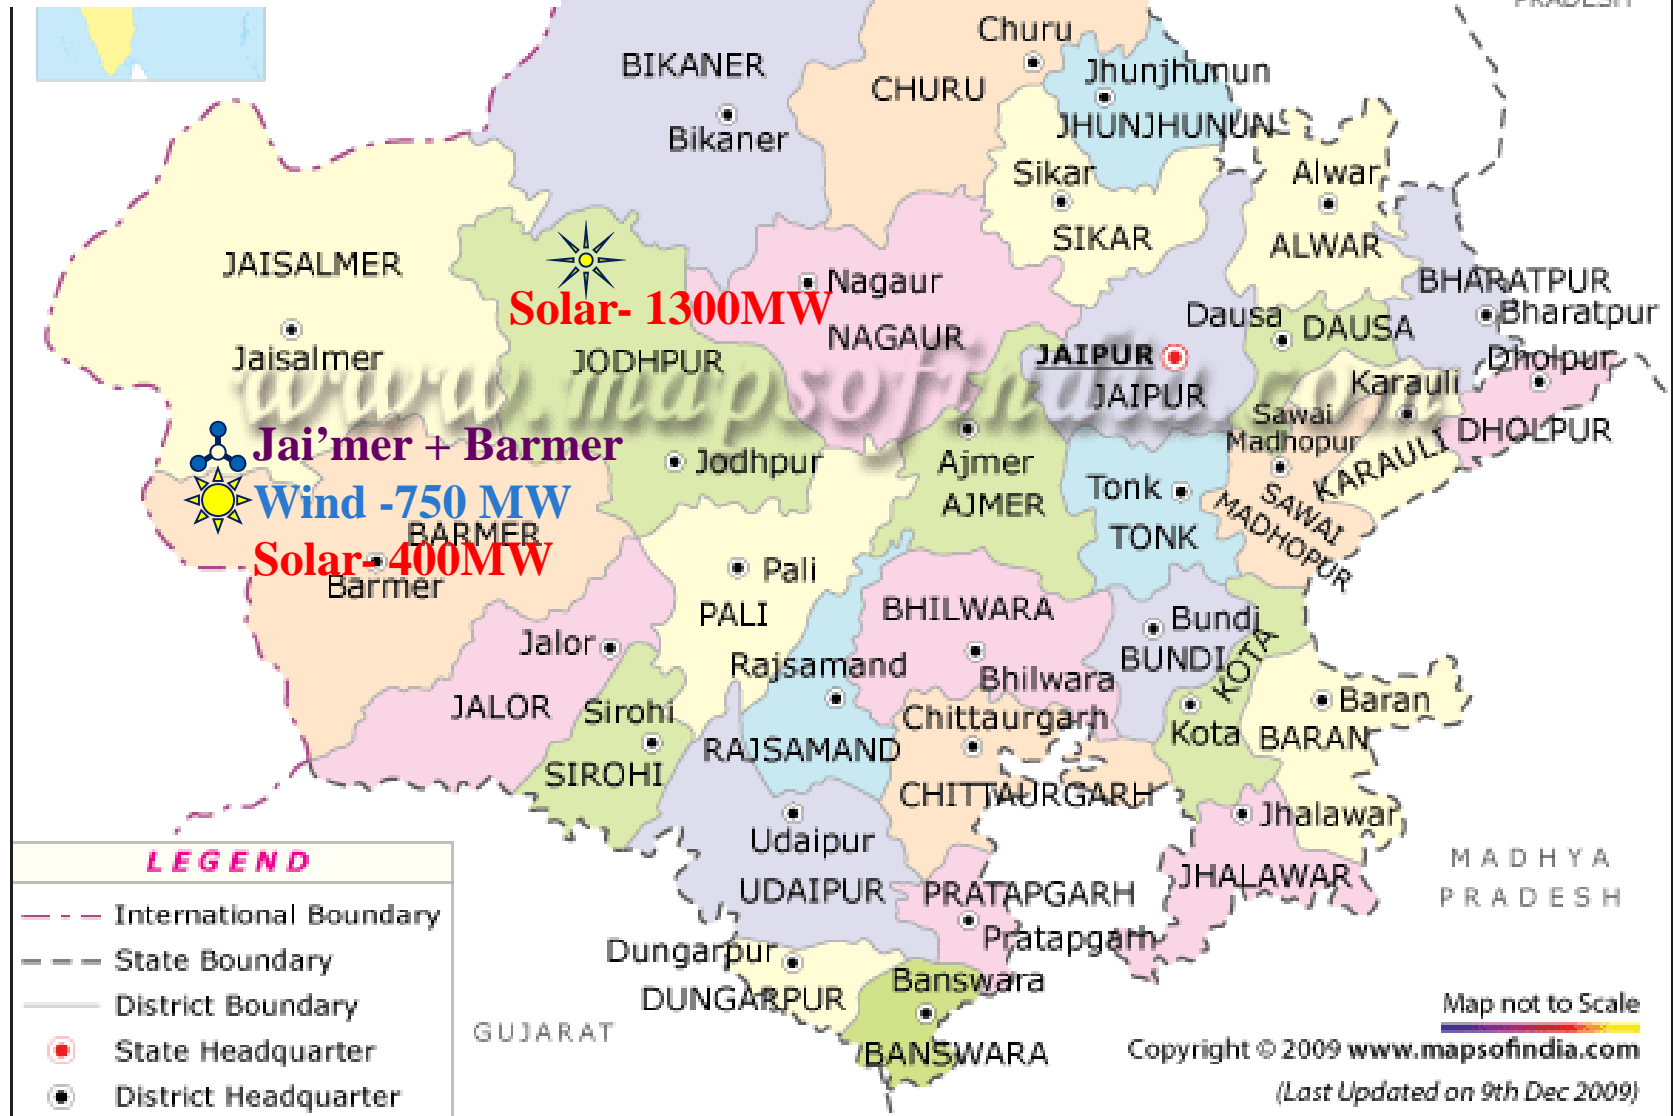 PRADESH
Churu
BIKANER
Jhunjhunun
CHURU
Bikaner
JHUNJHUNUN
Sikar
Alwar
SIKAR
ALWAR
JAISALMER
Nagaur
BHARATPUR
Solar- 1300MW
Dausa
DAUSA
Bharatpur
Jaisalmer
JODHPUR
NAGAUR
JAIPUR
Dholpur
www.mapsofindia.com
JAIPUR
Karauli
Sawai
Madhopur
KARAULI
DHOLPUR
Jai’mer + Barmer
Jodhpur
Ajmer
AJMER
Tonk
SAWAI
MADHOPUR
Wind -750 MW
BARMER
TONK
Solar- 400MW
Barmer
Pali
PALI
BHILWARA
Bundi
BUNDI
KOTA
Jalor
Rajsamand
Bhilwara
JALOR
Sirohi
Chittaurgarh
Kota
BARAN
Baran
RAJSAMAND
SIROHI
CHITTAURGARH
Jhalawar
Udaipur
UDAIPUR
PRATAPGARH
JHALAWAR
MADHYA
PRADESH
Pratapgarh
Dungarpur
DUNGARPUR
Banswara
BANSWARA
GUJARAT
LEGEND
International Boundary
State Boundary
District Boundary
State Headquarter
District Headquarter
Map not to Scale
Copyright © 2009 www.mapsofindia.com
(Last Updated on 9th Dec 2009)